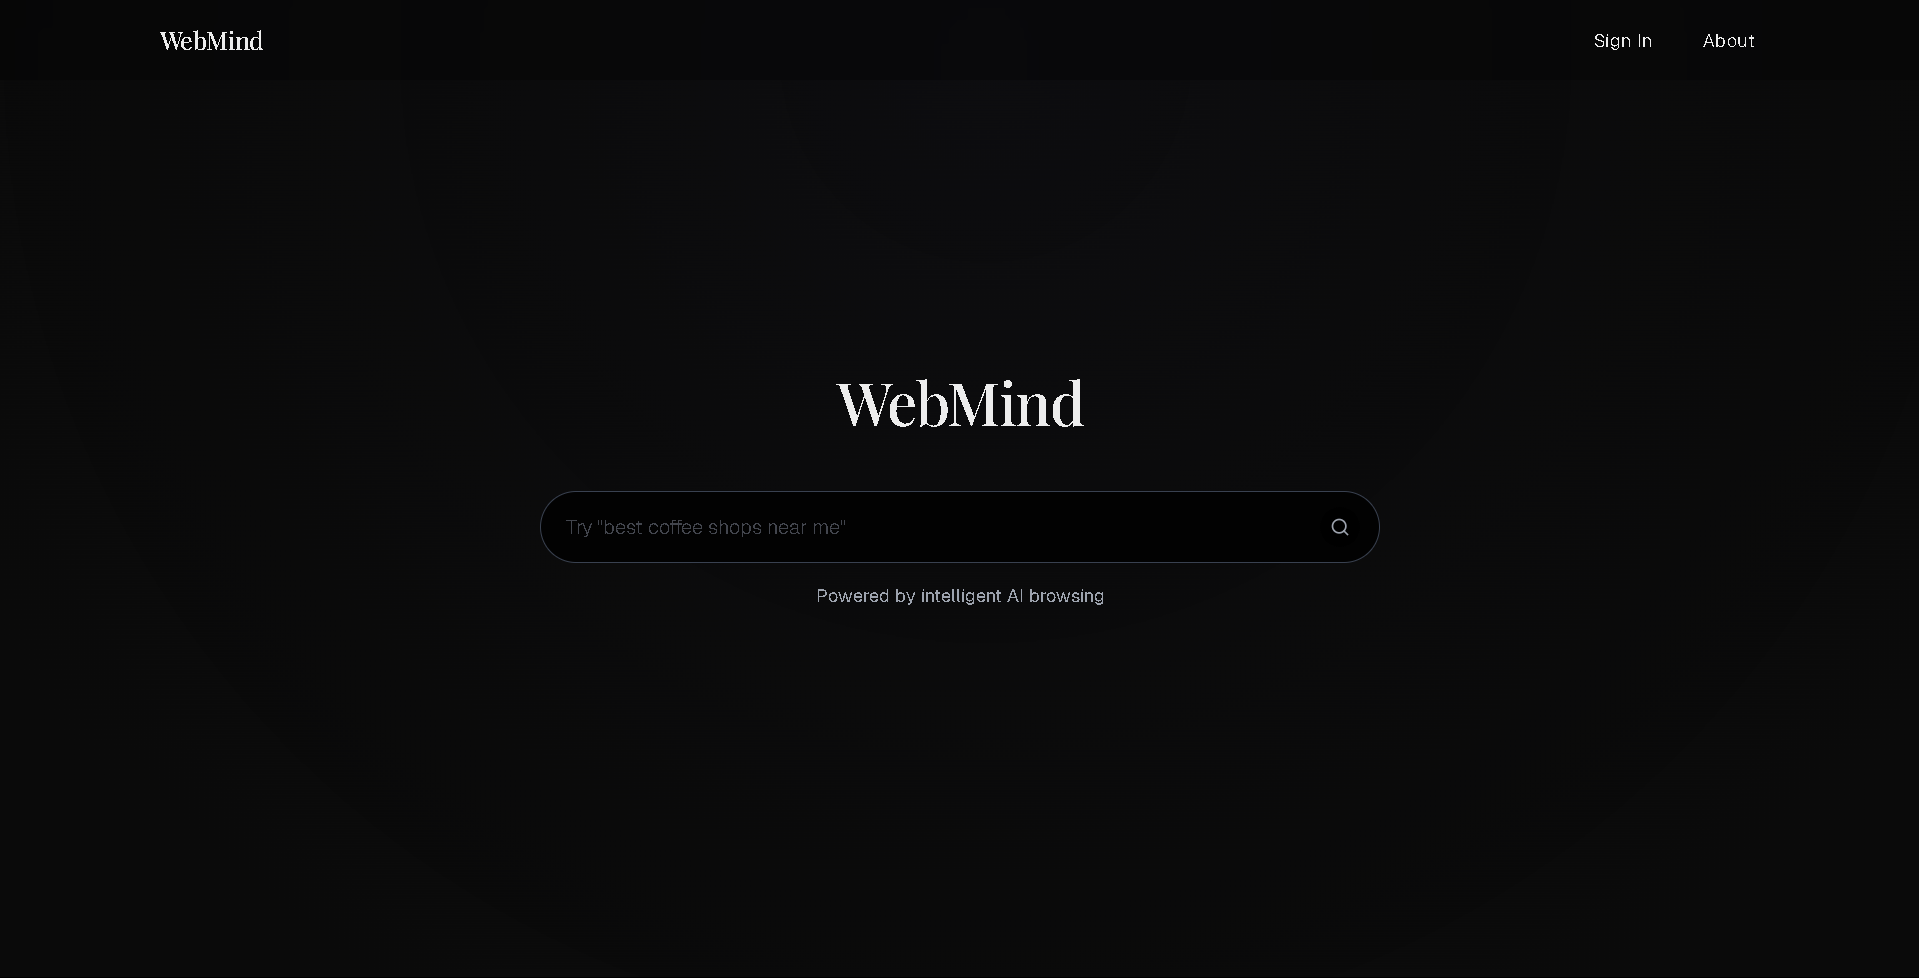 WebMind
Sign In
About
WebMind
Try "best coffee shops near me"
Powered by intelligent AI browsing